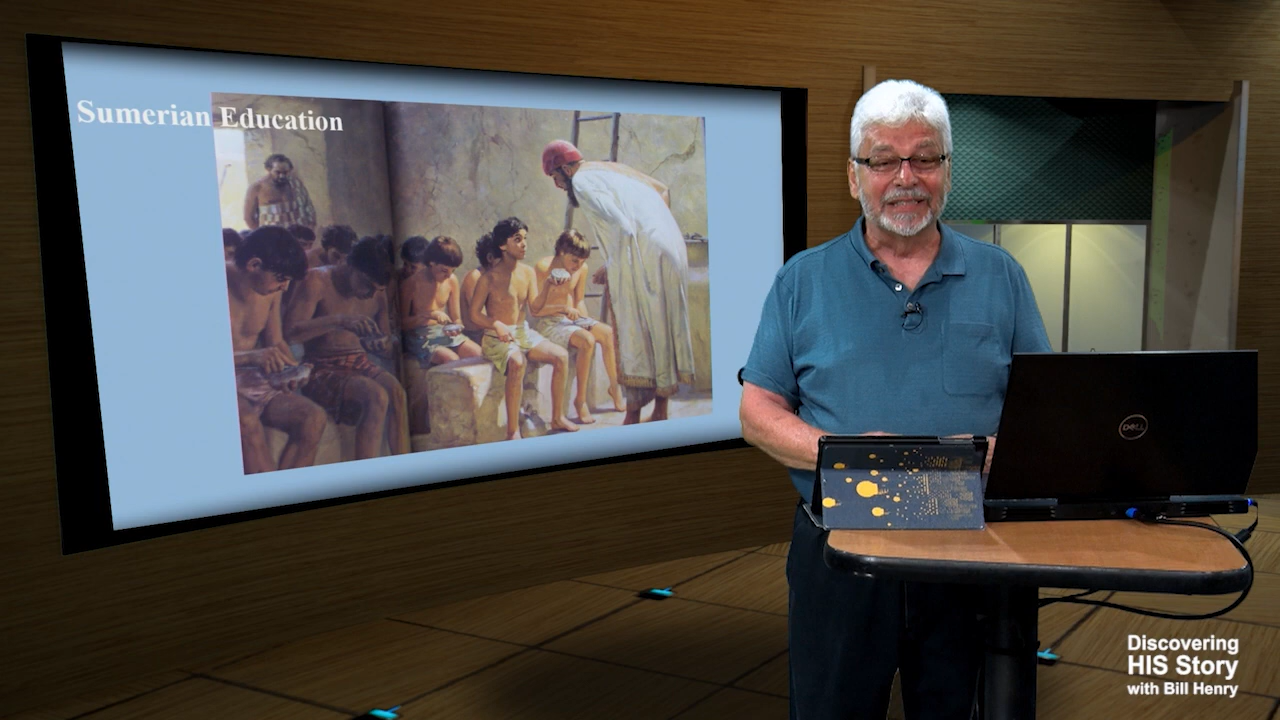 Sumerian Education
DELL
Discovering
HIS Story
with Bill Henry